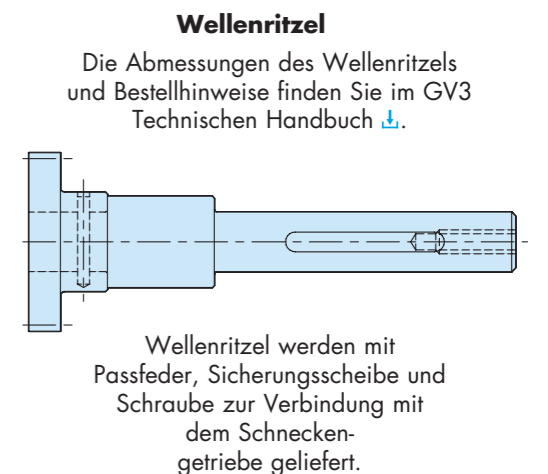 Wellenritzel
Die Abmessungen des Wellenritzels
und Bestellhinweise finden Sie im GV3
Technischen Handbuch .
Wellenritzel werden mit
Passfeder, Sicherungsscheibe und
Schraube zur Verbindung mit
dem Schnecken-
getriebe geliefert.